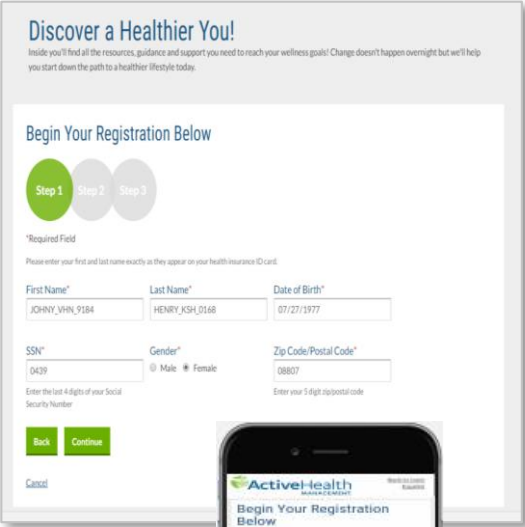 Discover a Healthier You!
Inside you'll find all the resources, guidance and support you need to reach your wellness goals! Change doesn't happen overnight but we'll help
you start down the path to a healthier lifestyle today.
Begin Your Registration Below
Step 1 Step 2 Step 3
*Required Field
Please enter your first and last name exactly as they appear on your health insurance ID card.
First Name* Last Name* Date of Birth*
JOHNY_VHN_9184 HENRY_KSH_0168 07/27/1977
SSN* Gender* Zip Code/Postal Code*
0439 Male Female 08807
Enter the last 4 digits of your Social Enter your 5 digit zip/postal code
Security Number
Back Continue
Cancel
ActiveHealth
MANAGEMENT
Begin Your Registration
Below